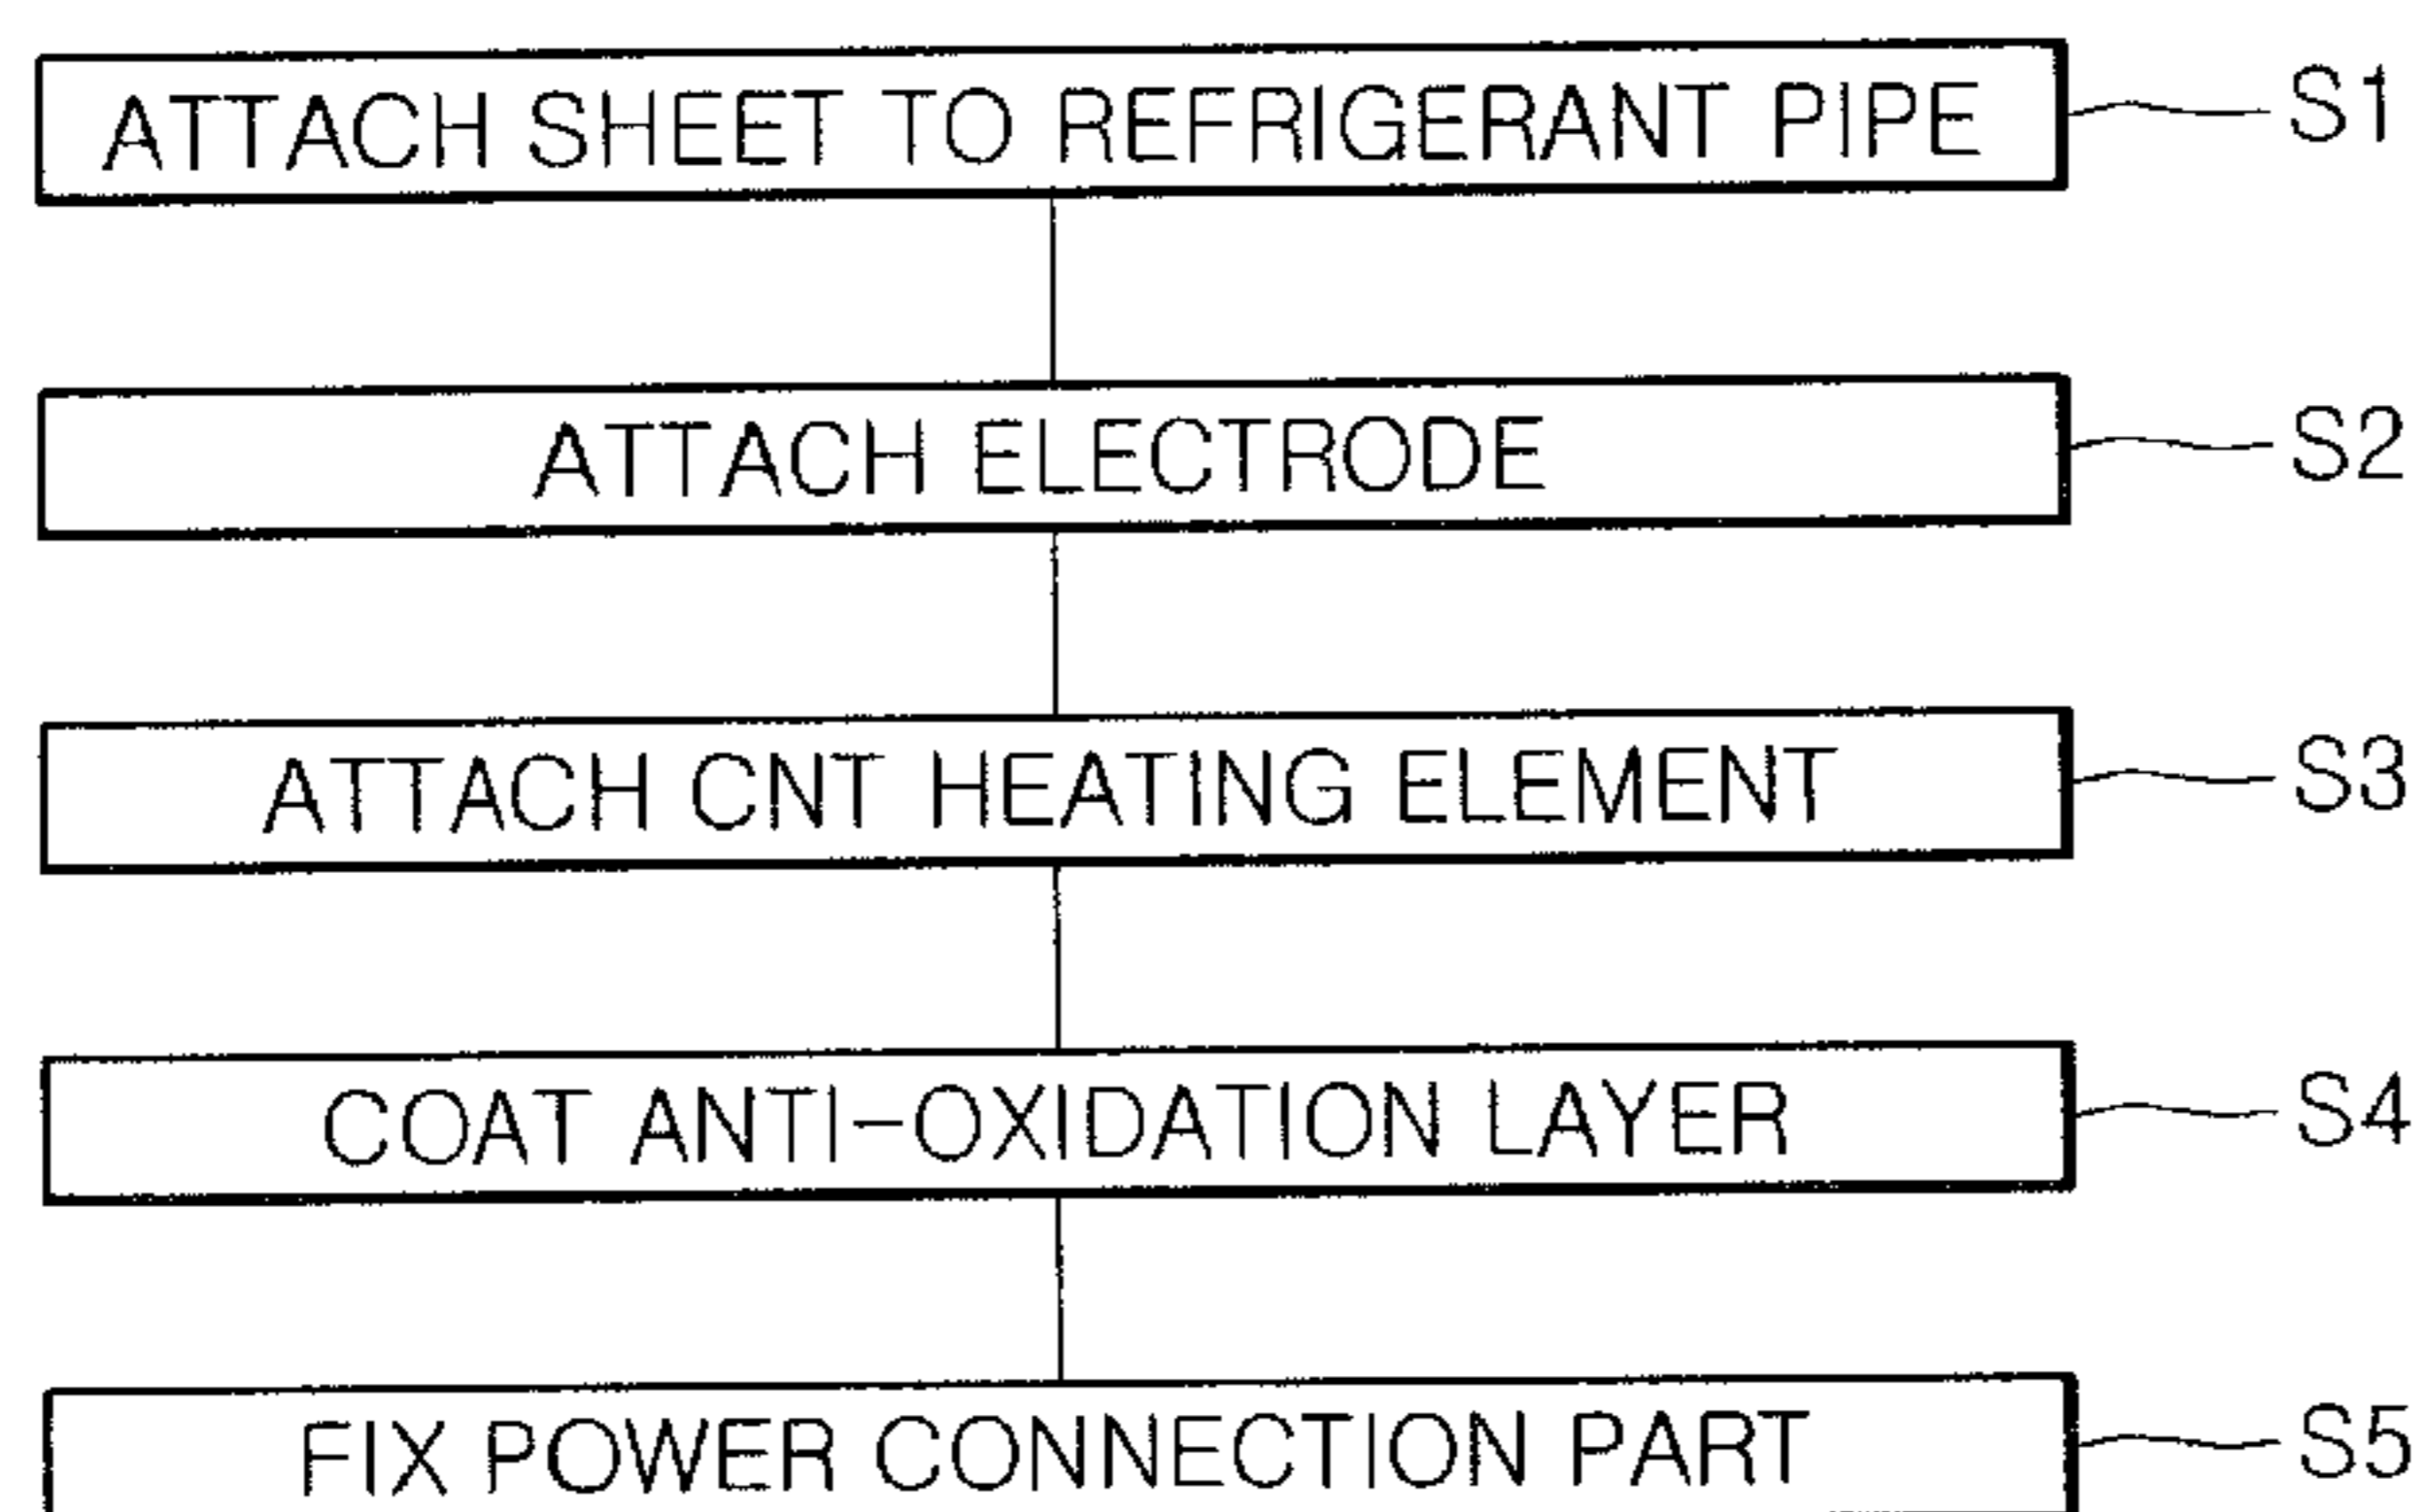 ATTACH SHEET TO REFRIGERANT PIPE S1
ATTACH ELECTRODE S2
ATTACH CNT HEATING ELEMENT S3
COAT ANTI-OXIDATION LAYER S4
FIX POWER CONNECTION PART S5